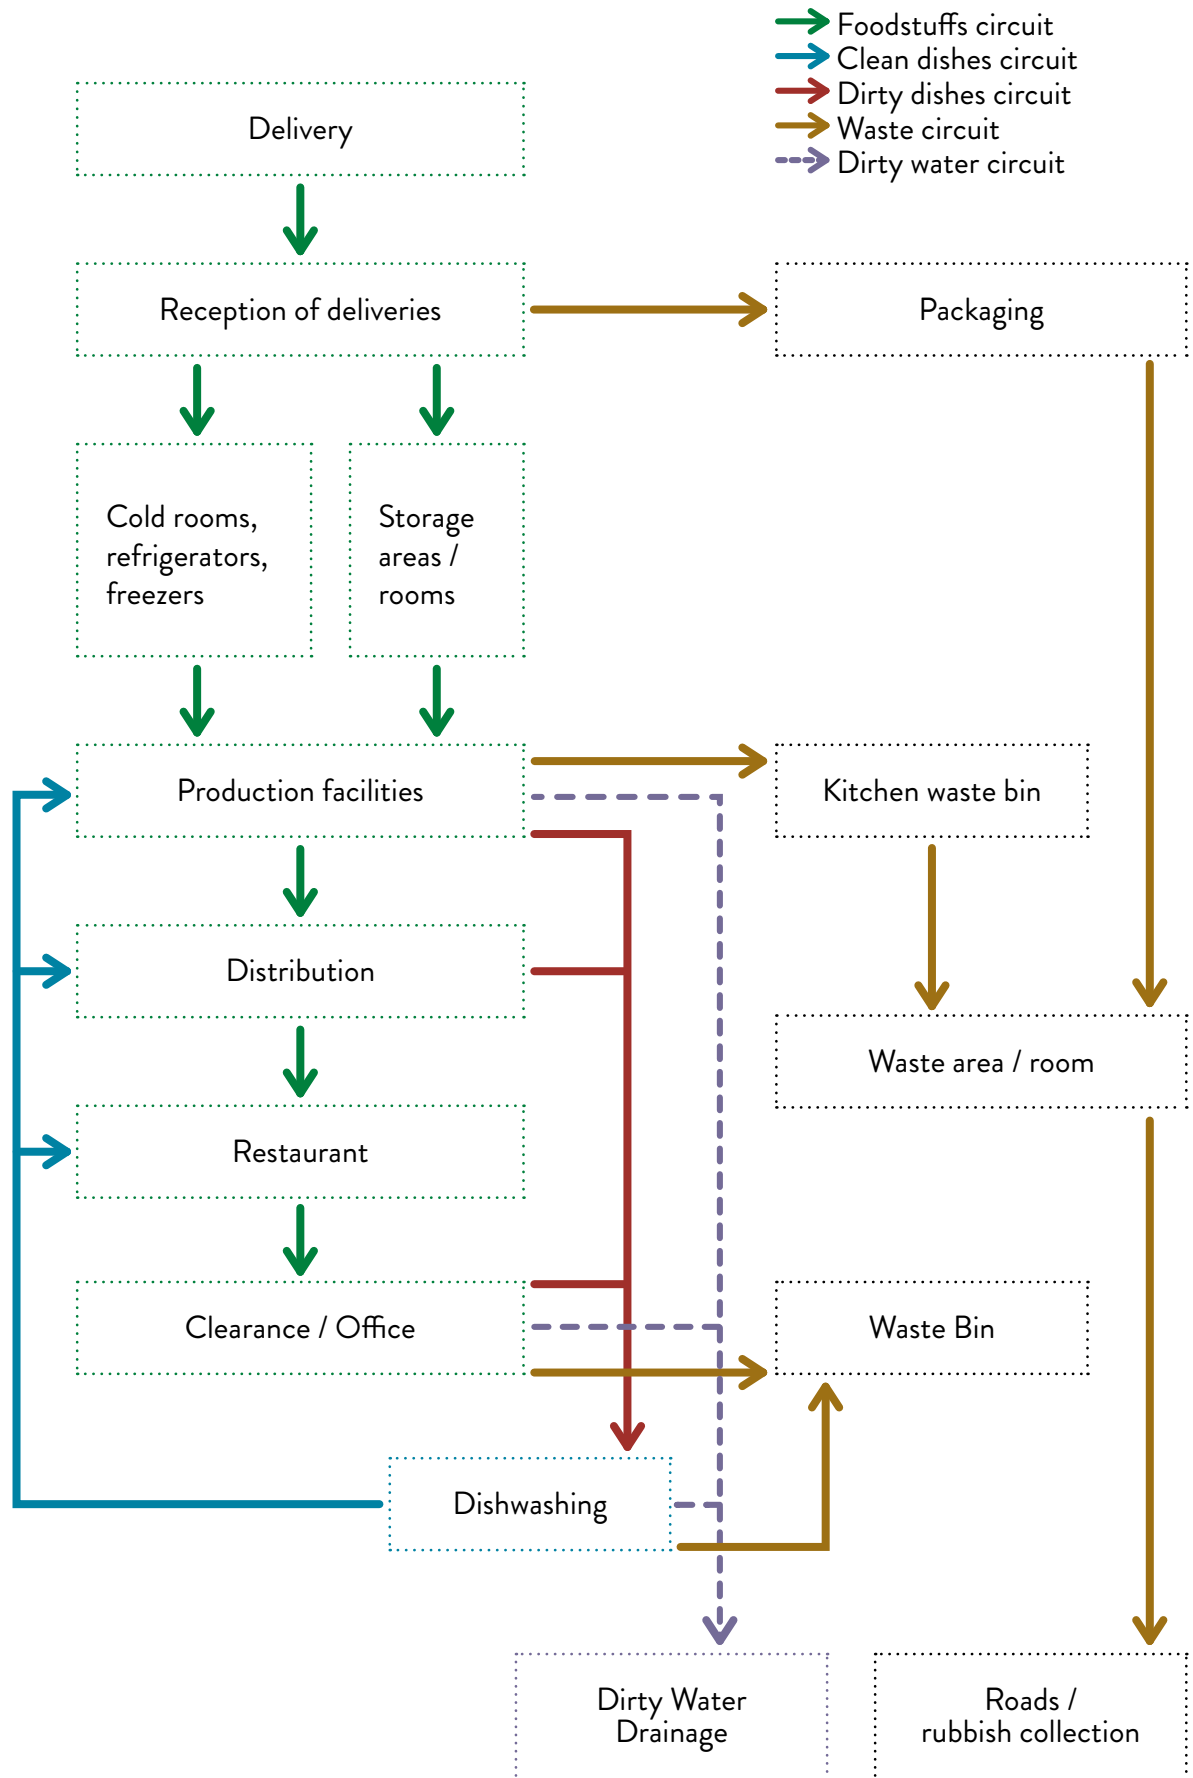 Foodstuffs circuit
Clean dishes circuit
Dirty dishes circuit
Waste circuit
Dirty water circuit
Delivery
Reception of deliveries
Packaging
Cold rooms,
refrigerators,
freezers
Storage
areas /
rooms
Production facilities
Kitchen waste bin
Distribution
Waste area / room
Restaurant
Clearance / Office
Waste Bin
Dishwashing
Dirty Water
Drainage
Roads /
rubbish collection